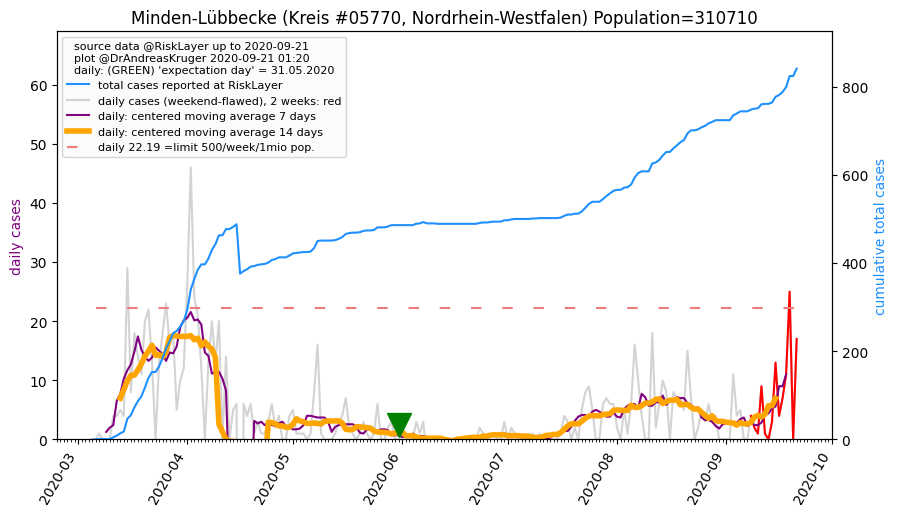 Minden-Lübbecke (Kreis #05770, Nordrhein-Westfalen) Population=310710
source data @RiskLayer up to 2020-09-21
plot @DrAndreasKruger 2020-09-21 01:20
daily: (GREEN) 'expectation day' = 31.05.2020
total cases reported at RiskLayer
daily cases (weekend-flawed), 2 weeks: red
daily: centered moving average 7 days
daily: centered moving average 14 days
daily 22.19 =limit 500/week/1mio pop.
daily cases
60
50
40
30
20
10
0
cumulative total cases
800
600
400
200
0
2020-03
2020-04
2020-05
2020-06
2020-07
2020-08
2020-09
2020-10